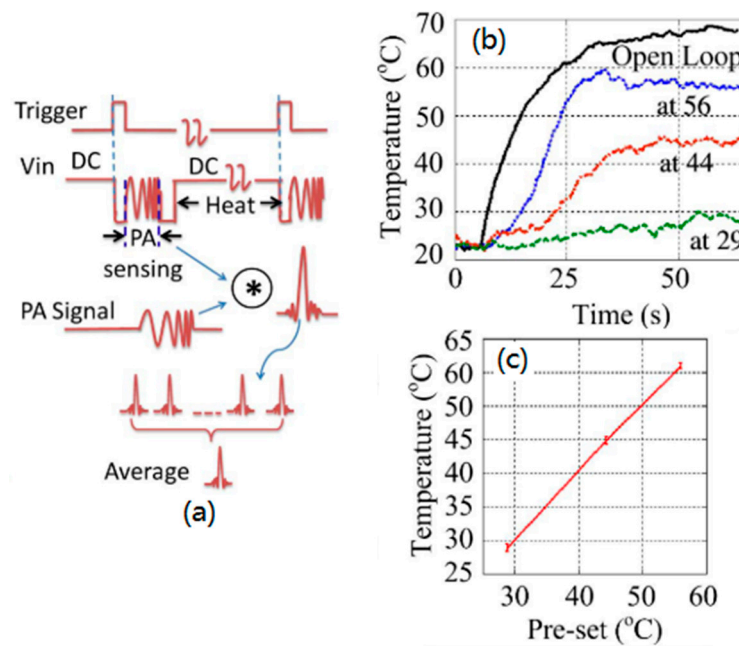 Trigger
Vin DC DC
Heat
PA
sensing
*
PA Signal
Average
(a)
(b)
Temperature (°C)
70
60
50
40
30
20
Open Loop
at 56
at 44
at 29
0 25 50
Time (s)
(c)
Temperature (°C)
65
60
55
50
45
40
35
30
25
30 40 50 60
Pre-set (°C)